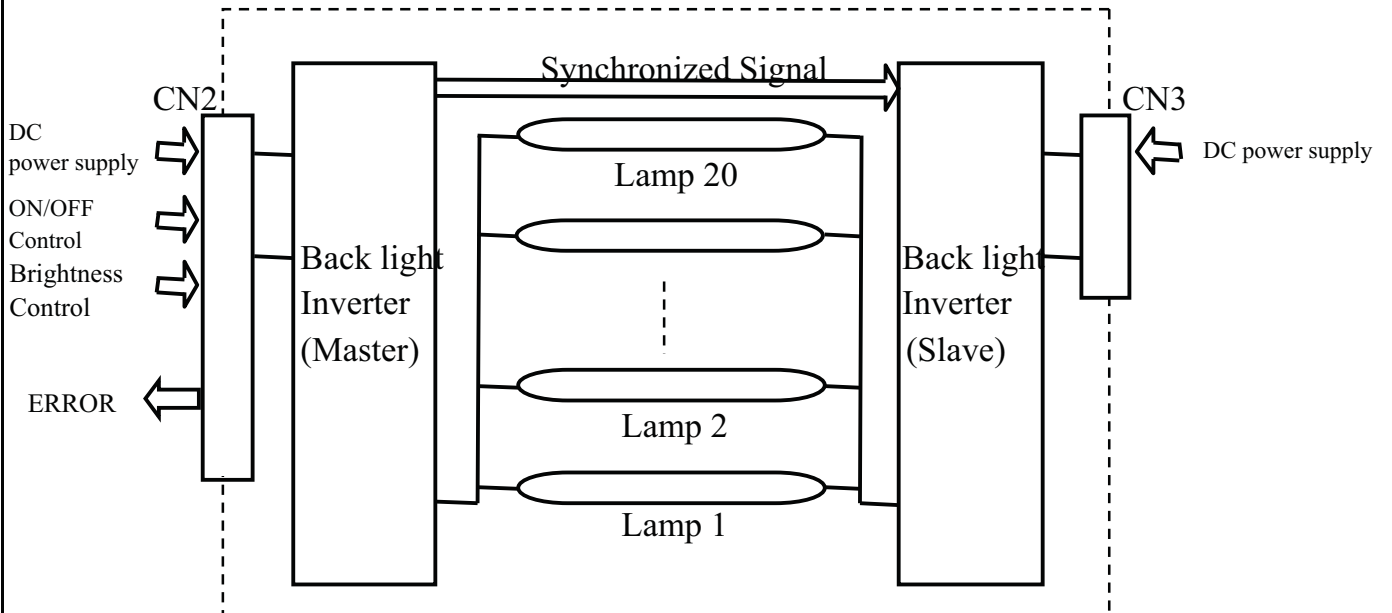 Synchronized Signal
CN2
CN3
DC
power supply
DC power supply
Lamp 20
ON/OFF
Control
Brightness
Control
Back light
Inverter
(Master)
Back light
Inverter
(Slave)
ERROR
Lamp 2
Lamp 1